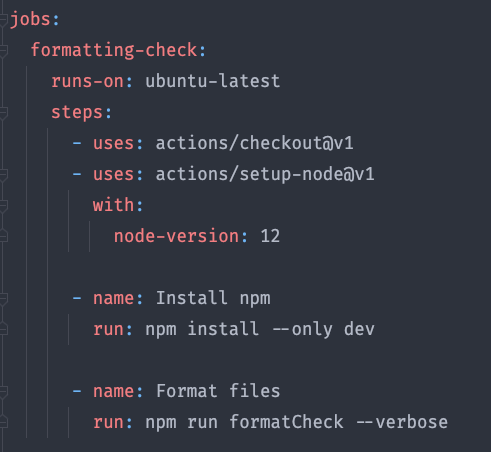 jobs:
  formatting-check:
    runs-on: ubuntu-latest
    steps:
      - uses: actions/checkout@v1
      - uses: actions/setup-node@v1
        with:
          node-version: 12

      - name: Install npm
        run: npm install --only dev

      - name: Format files
        run: npm run formatCheck --verbose